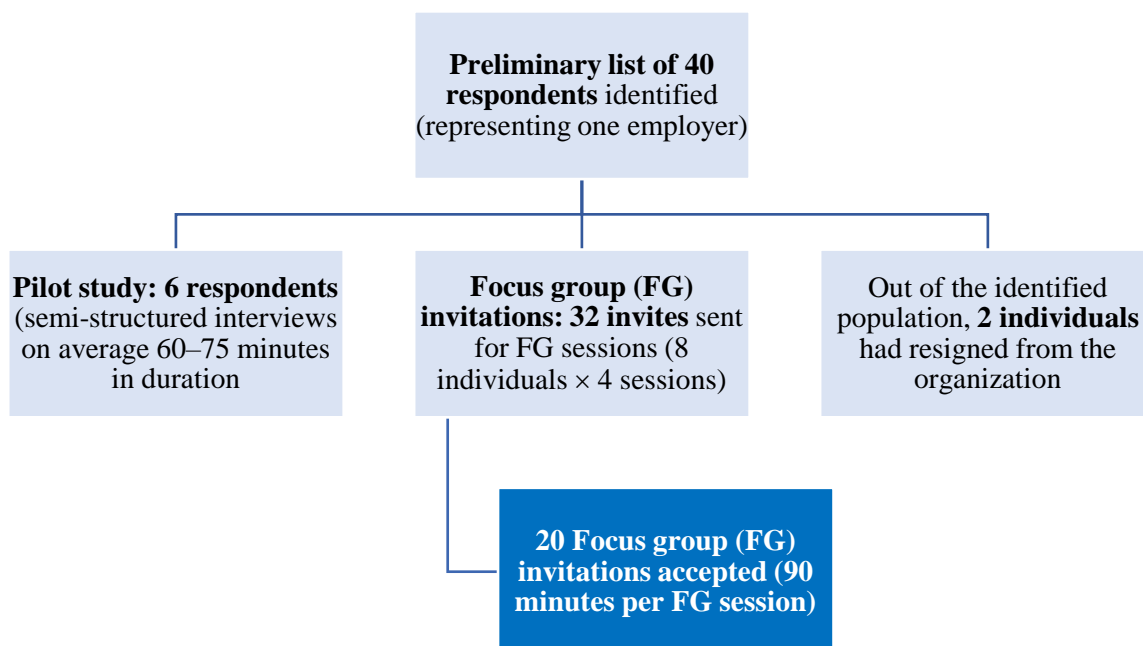 Preliminary list of 40
respondents identified
(representing one employer)
Pilot study: 6 respondents
(semi-structured interviews
on average 60–75 minutes
in duration
Focus group (FG)
invitations: 32 invites sent
for FG sessions (8
individuals × 4 sessions)
Out of the identified
population, 2 individuals
had resigned from the
organization
20 Focus group (FG)
invitations accepted (90
minutes per FG session)